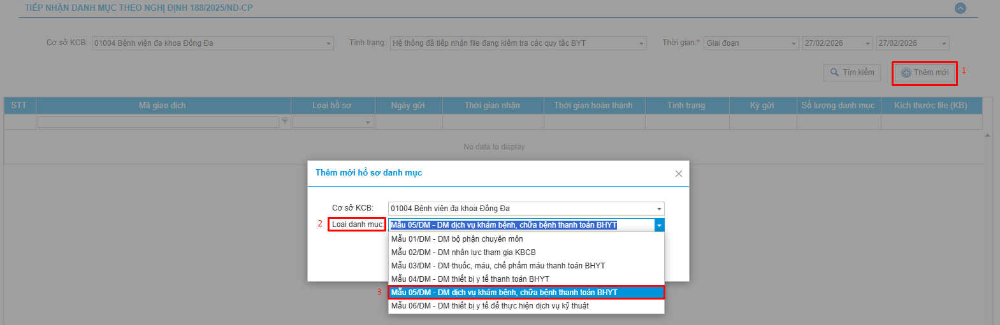 TIẾP NHẬN DANH MỤC THEO NGHỊ ĐỊNH 188/2025/NĐ-CP
Cơ sở KCB: 01004 Bệnh viện đa khoa Đống Đa Tình trạng: Hệ thống đã tiếp nhận file đang kiểm tra các quy tắc BYT Thời gian:* Giai đoạn 27/02/2026 27/02/2026
Tìm kiếm Thêm mới 1
STT Mã giao dịch Loại hồ sơ Ngày gửi Thời gian nhận Thời gian hoàn thành Tình trạng Kỳ gửi Số lượng danh mục Kích thước file (KB)
No data to display
Thêm mới hồ sơ danh mục
Cơ sở KCB: 01004 Bệnh viện đa khoa Đống Đa
2 Loại danh mục: Mẫu 05/DM - DM dịch vụ khám bệnh, chữa bệnh thanh toán BHYT
Mẫu 01/DM - DM bộ phận chuyên môn
Mẫu 02/DM - DM nhân lực tham gia KBCB
Mẫu 03/DM - DM thuốc, máu, chế phẩm máu thanh toán BHYT
Mẫu 04/DM - DM thiết bị y tế thanh toán BHYT
3 Mẫu 05/DM - DM dịch vụ khám bệnh, chữa bệnh thanh toán BHYT
Mẫu 06/DM - DM thiết bị y tế để thực hiện dịch vụ kỹ thuật